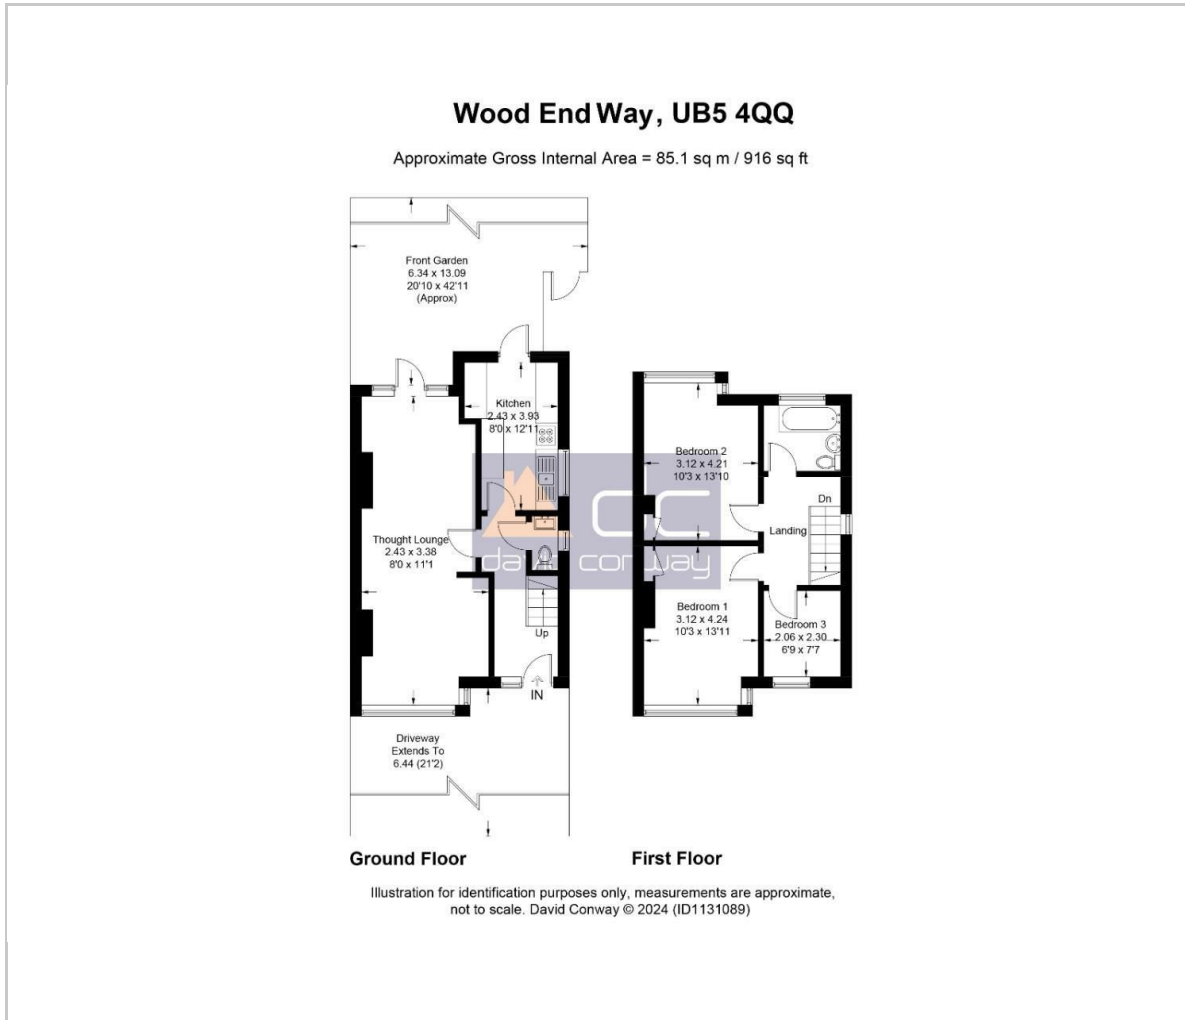 Wood End Way, UB5 4QQ
Approximate Gross Internal Area = 85.1 sq m / 916 sq ft
Front Garden
6.34 x 13.09
20'10 x 42'11
(Approx)
Kitchen
2.43 x 3.93
8'0 x 12'11
Thought Lounge
2.43 x 3.38
8'0 x 11'1
Up
IN
Driveway
Extends To
6.44 (21'2)
Bedroom 2
3.12 x 4.21
10'3 x 13'10
Dn
Landing
Bedroom 1
3.12 x 4.24
10'3 x 13'11
Bedroom 3
2.06 x 2.30
6'9 x 7'7
DC
david conway
Ground Floor
First Floor
Illustration for identification purposes only, measurements are approximate,
not to scale. David Conway © 2024 (ID1131089)